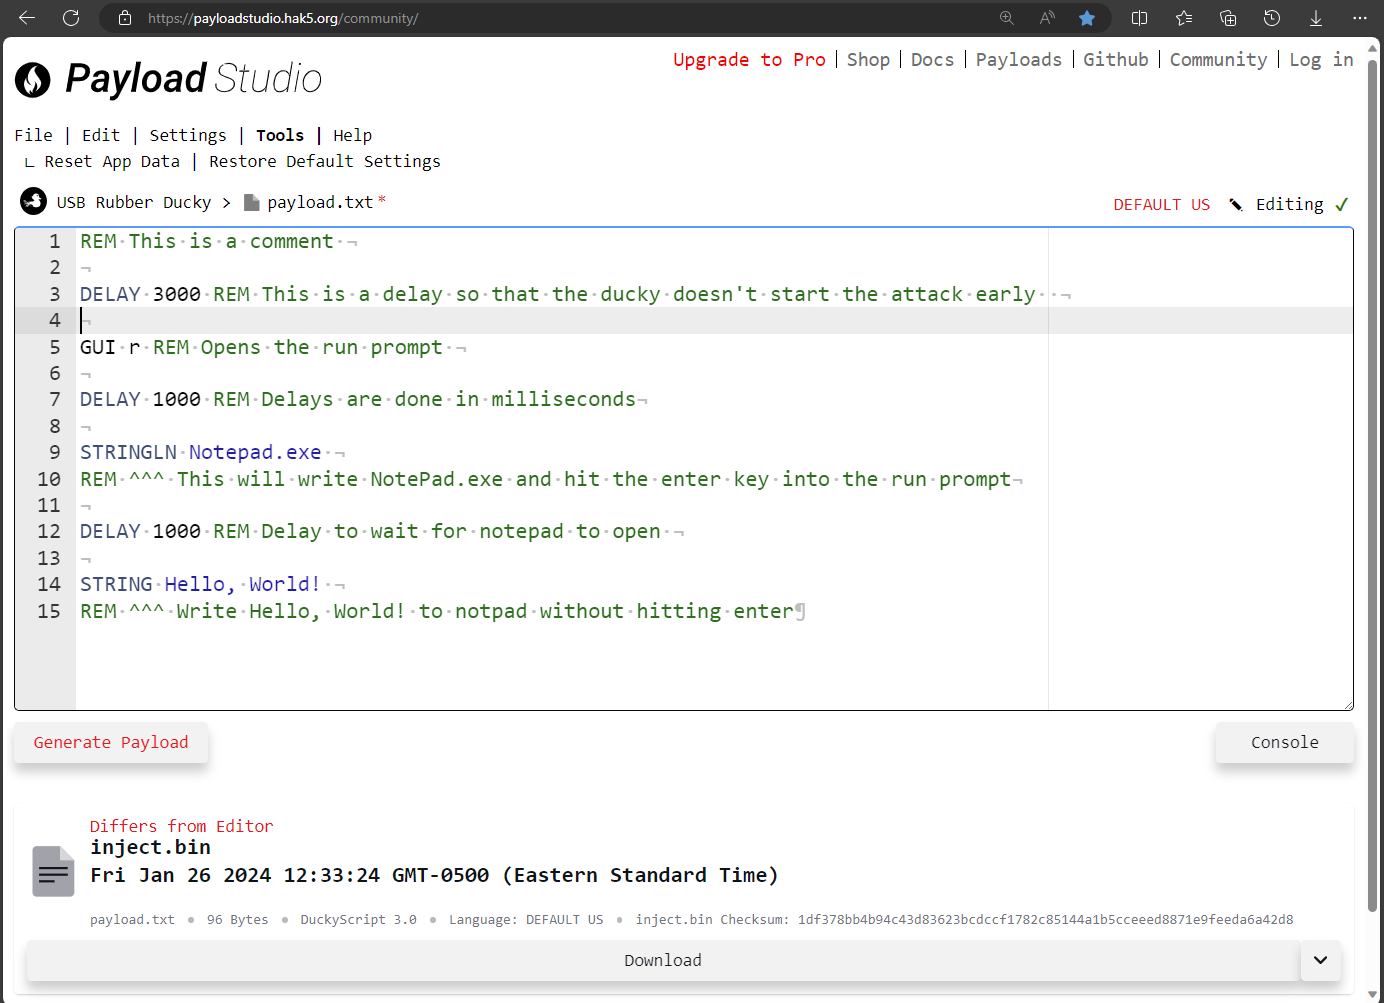 https://payloadstudio.hak5.org/community/
Upgrade to Pro | Shop | Docs | Payloads | Github | Community | Log in
Payload Studio
File | Edit | Settings | Tools | Help
∟ Reset App Data | Restore Default Settings
USB Rubber Ducky > payload.txt*
DEFAULT US Editing ✓
1 REM·This·is·a·comment·¬
2 ¬
3 DELAY·3000·REM·This·is·a·delay·so·that·the·ducky·doesn't·start·the·attack·early··¬
4 ¬
5 GUI·r·REM·Opens·the·run·prompt·¬
6 ¬
7 DELAY·1000·REM·Delays·are·done·in·milliseconds¬
8 ¬
9 STRINGLN·Notepad.exe·¬
10 REM·^^^·This·will·write·NotePad.exe·and·hit·the·enter·key·into·the·run·prompt¬
11 ¬
12 DELAY·1000·REM·Delay·to·wait·for·notepad·to·open·¬
13 ¬
14 STRING·Hello,·World!·¬
15 REM·^^^·Write·Hello,·World!·to·notpad·without·hitting·enter¶
Generate Payload
Console
Differs from Editor
inject.bin
Fri Jan 26 2024 12:33:24 GMT-0500 (Eastern Standard Time)
payload.txt • 96 Bytes • DuckyScript 3.0 • Language: DEFAULT US • inject.bin Checksum: 1df378bb4b94c43d83623bcdccf1782c85144a1b5cceeed8871e9feeda6a42d8
Download